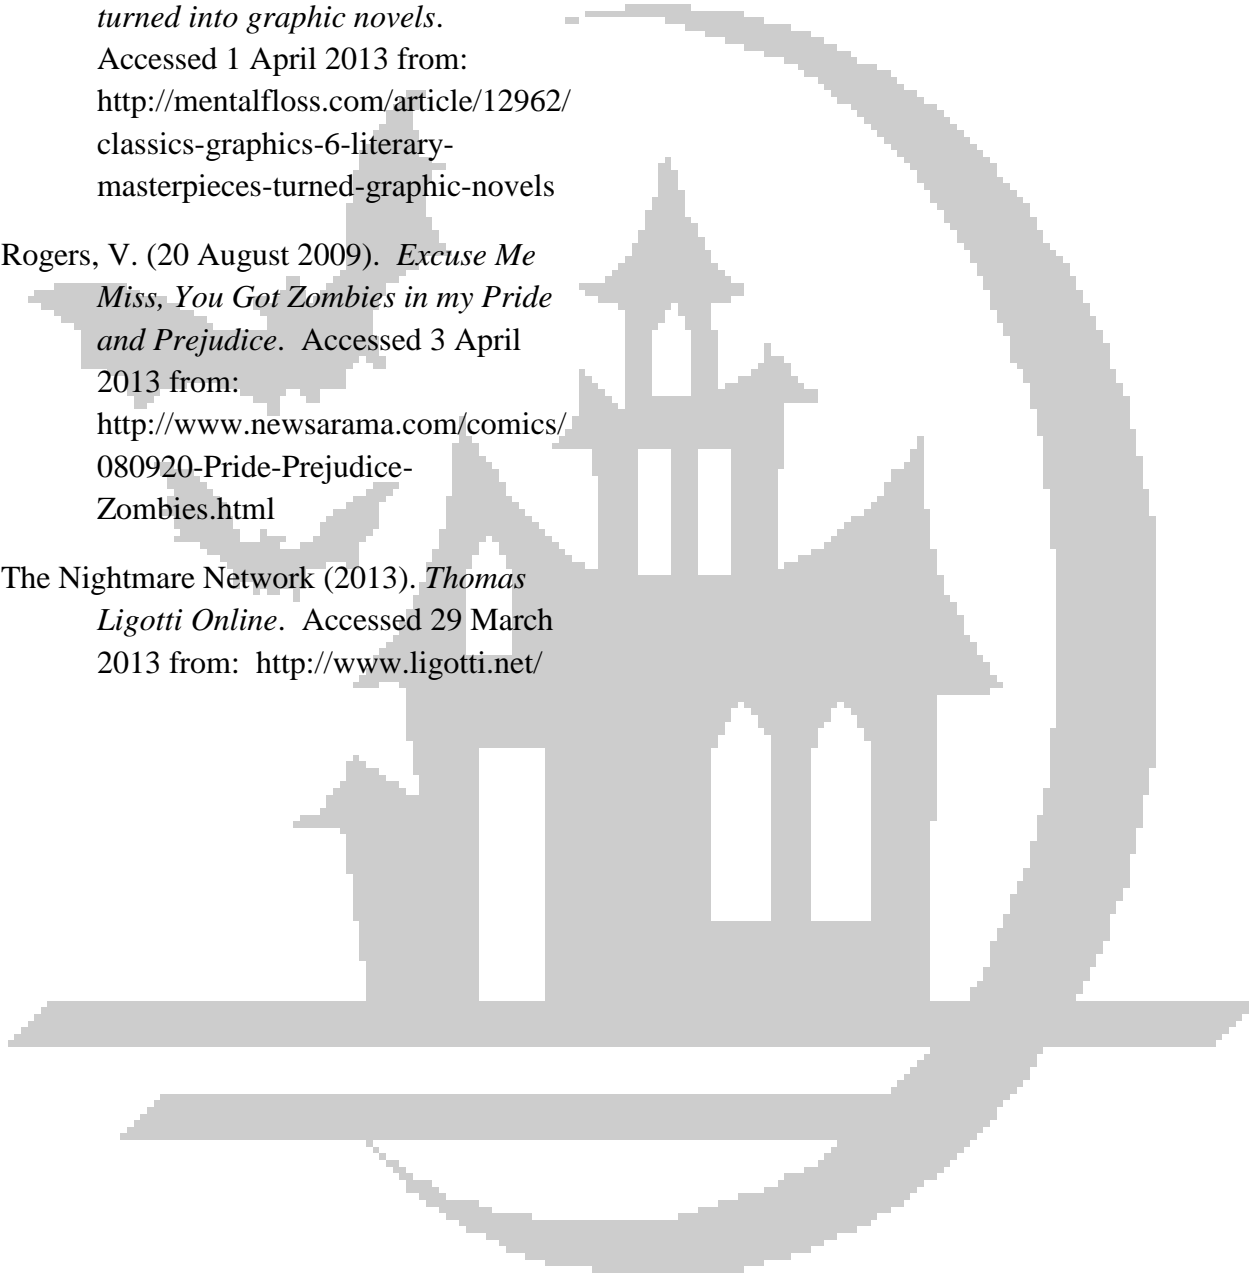 turned into graphic novels.
Accessed 1 April 2013 from:
http://mentalfloss.com/article/12962/
classics-graphics-6-literary-
masterpieces-turned-graphic-novels
Rogers, V. (20 August 2009).  Excuse Me
Miss, You Got Zombies in my Pride
and Prejudice.  Accessed 3 April
2013 from:
http://www.newsarama.com/comics/
080920-Pride-Prejudice-
Zombies.html
The Nightmare Network (2013). Thomas
Ligotti Online.  Accessed 29 March
2013 from:  http://www.ligotti.net/